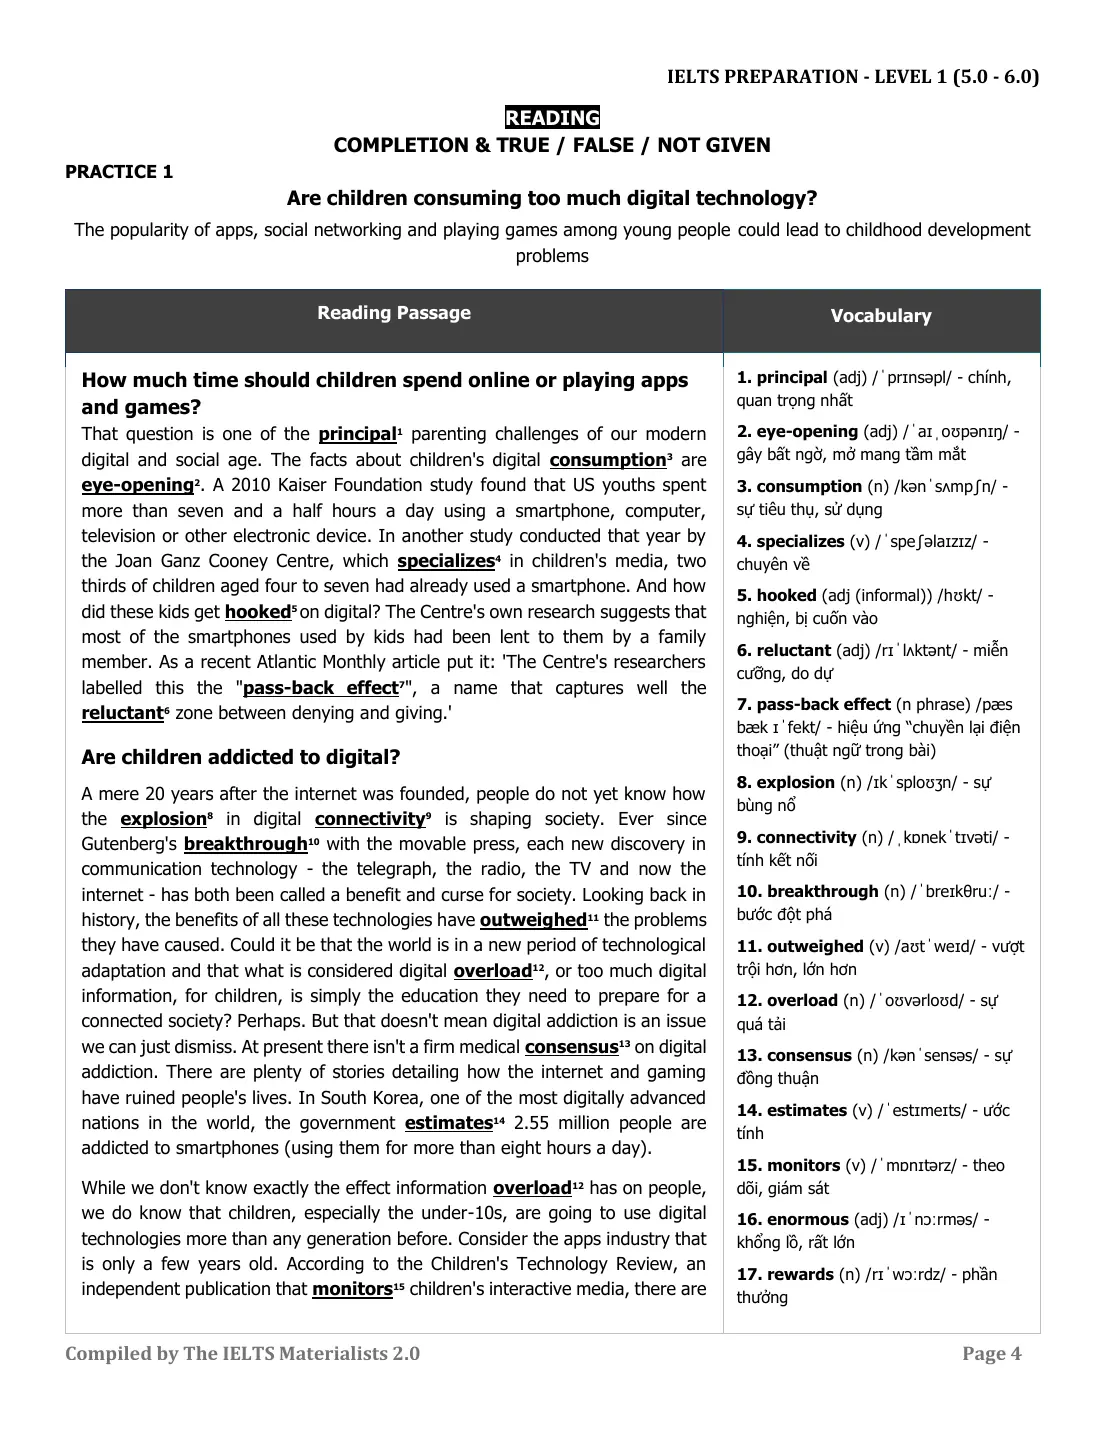 IELTS PREPARATION - LEVEL 1 (5.0 - 6.0)
READING
COMPLETION & TRUE / FALSE / NOT GIVEN
PRACTICE 1
Are children consuming too much digital technology?
The popularity of apps, social networking and playing games among young people could lead to childhood development
problems
Reading Passage
How much time should children spend online or playing apps
and games?
That question is one of the principal¹ parenting challenges of our modern
digital and social age. The facts about children's digital consumption³ are
eye-opening². A 2010 Kaiser Foundation study found that US youths spent
more than seven and a half hours a day using a smartphone, computer,
television or other electronic device. In another study conducted that year by
the Joan Ganz Cooney Centre, which specializes⁴ in children's media, two
thirds of children aged four to seven had already used a smartphone. And how
did these kids get hooked⁵ on digital? The Centre's own research suggests that
most of the smartphones used by kids had been lent to them by a family
member. As a recent Atlantic Monthly article put it: 'The Centre's researchers
labelled this the "pass-back effect⁷", a name that captures well the
reluctant⁶ zone between denying and giving.'
Are children addicted to digital?
A mere 20 years after the internet was founded, people do not yet know how
the explosion⁸ in digital connectivity⁹ is shaping society. Ever since
Gutenberg's breakthrough¹⁰ with the movable press, each new discovery in
communication technology - the telegraph, the radio, the TV and now the
internet - has both been called a benefit and curse for society. Looking back in
history, the benefits of all these technologies have outweighed¹¹ the problems
they have caused. Could it be that the world is in a new period of technological
adaptation and that what is considered digital overload¹², or too much digital
information, for children, is simply the education they need to prepare for a
connected society? Perhaps. But that doesn't mean digital addiction is an issue
we can just dismiss. At present there isn't a firm medical consensus¹³ on digital
addiction. There are plenty of stories detailing how the internet and gaming
have ruined people's lives. In South Korea, one of the most digitally advanced
nations in the world, the government estimates¹⁴ 2.55 million people are
addicted to smartphones (using them for more than eight hours a day).
While we don't know exactly the effect information overload¹² has on people,
we do know that children, especially the under-10s, are going to use digital
technologies more than any generation before. Consider the apps industry that
is only a few years old. According to the Children's Technology Review, an
independent publication that monitors¹⁵ children's interactive media, there are
Vocabulary
1. principal (adj) /ˈprɪnsəpl/ - chính,
quan trọng nhất
2. eye-opening (adj) /ˈaɪˌoʊpənɪŋ/ -
gây bất ngờ, mở mang tầm mắt
3. consumption (n) /kənˈsʌmpʃn/ -
sự tiêu thụ, sử dụng
4. specializes (v) /ˈspeʃəlaɪzɪz/ -
chuyên về
5. hooked (adj (informal)) /hʊkt/ -
nghiện, bị cuốn vào
6. reluctant (adj) /rɪˈlʌktənt/ - miễn
cưỡng, do dự
7. pass-back effect (n phrase) /pæs
bæk ɪˈfekt/ - hiệu ứng “chuyền lại điện
thoại” (thuật ngữ trong bài)
8. explosion (n) /ɪkˈsploʊʒn/ - sự
bùng nổ
9. connectivity (n) /ˌkɒnekˈtɪvəti/ -
tính kết nối
10. breakthrough (n) /ˈbreɪkθruː/ -
bước đột phá
11. outweighed (v) /aʊtˈweɪd/ - vượt
trội hơn, lớn hơn
12. overload (n) /ˈoʊvərloʊd/ - sự
quá tải
13. consensus (n) /kənˈsensəs/ - sự
đồng thuận
14. estimates (v) /ˈestɪmeɪts/ - ước
tính
15. monitors (v) /ˈmɒnɪtərz/ - theo
dõi, giám sát
16. enormous (adj) /ɪˈnɔːrməs/ -
khổng lồ, rất lớn
17. rewards (n) /rɪˈwɔːrdz/ - phần
thưởng
Compiled by The IELTS Materialists 2.0
Page 4